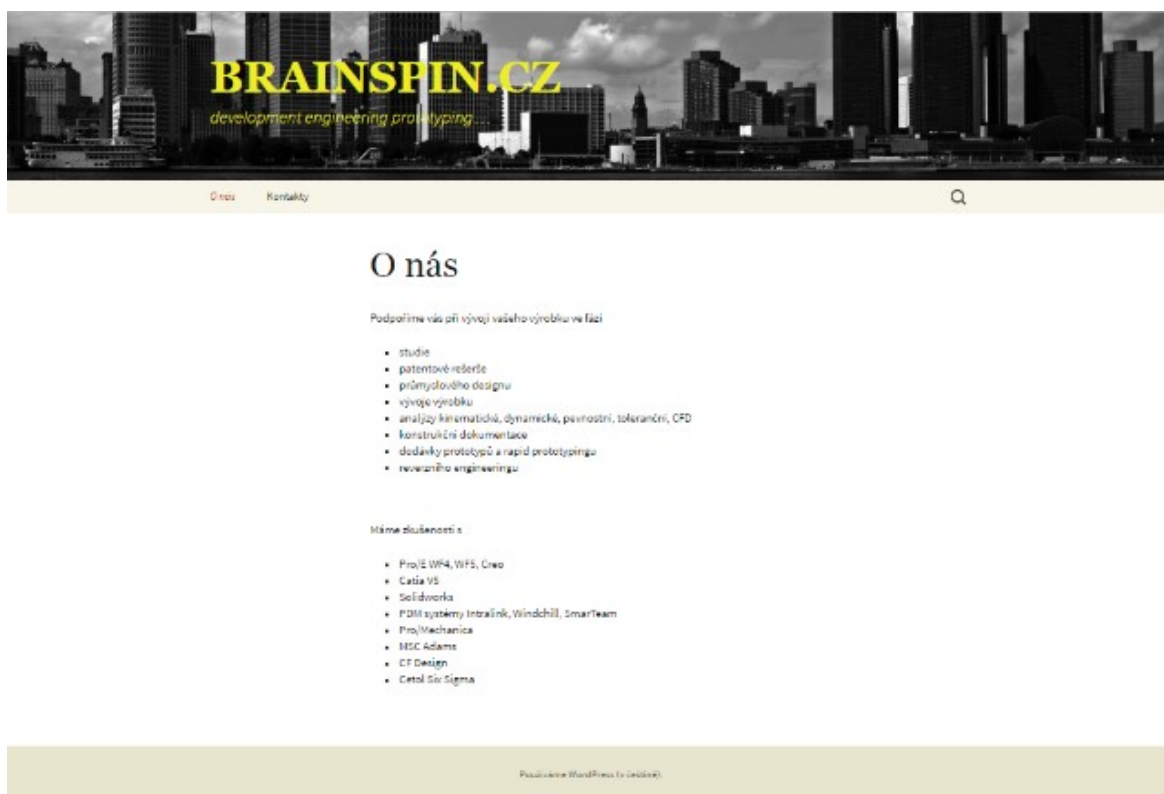 BRAINSPIN.CZ
development engineering prototyping....
O nás Kontakty
O nás
Podpoříme vás při vývoji vašeho výrobku ve fázi
studie
patentové rešerše
průmyslového designu
vývoje výrobku
analýzy kinematické, dynamické, pevnostní, toleranční, CFD
konstrukční dokumentace
dodávky prototypů a rapid prototypingu
reverzního engineeringu
Máme zkušenosti s
Pro/E WF4, WF5, Creo
Catia V5
Solidworks
PDM systémy Intralink, Windchill, SmarTeam
Pro/Mechanica
MSC Adams
CF Design
Cetol Six Sigma
Používáme WordPress (v češtině).